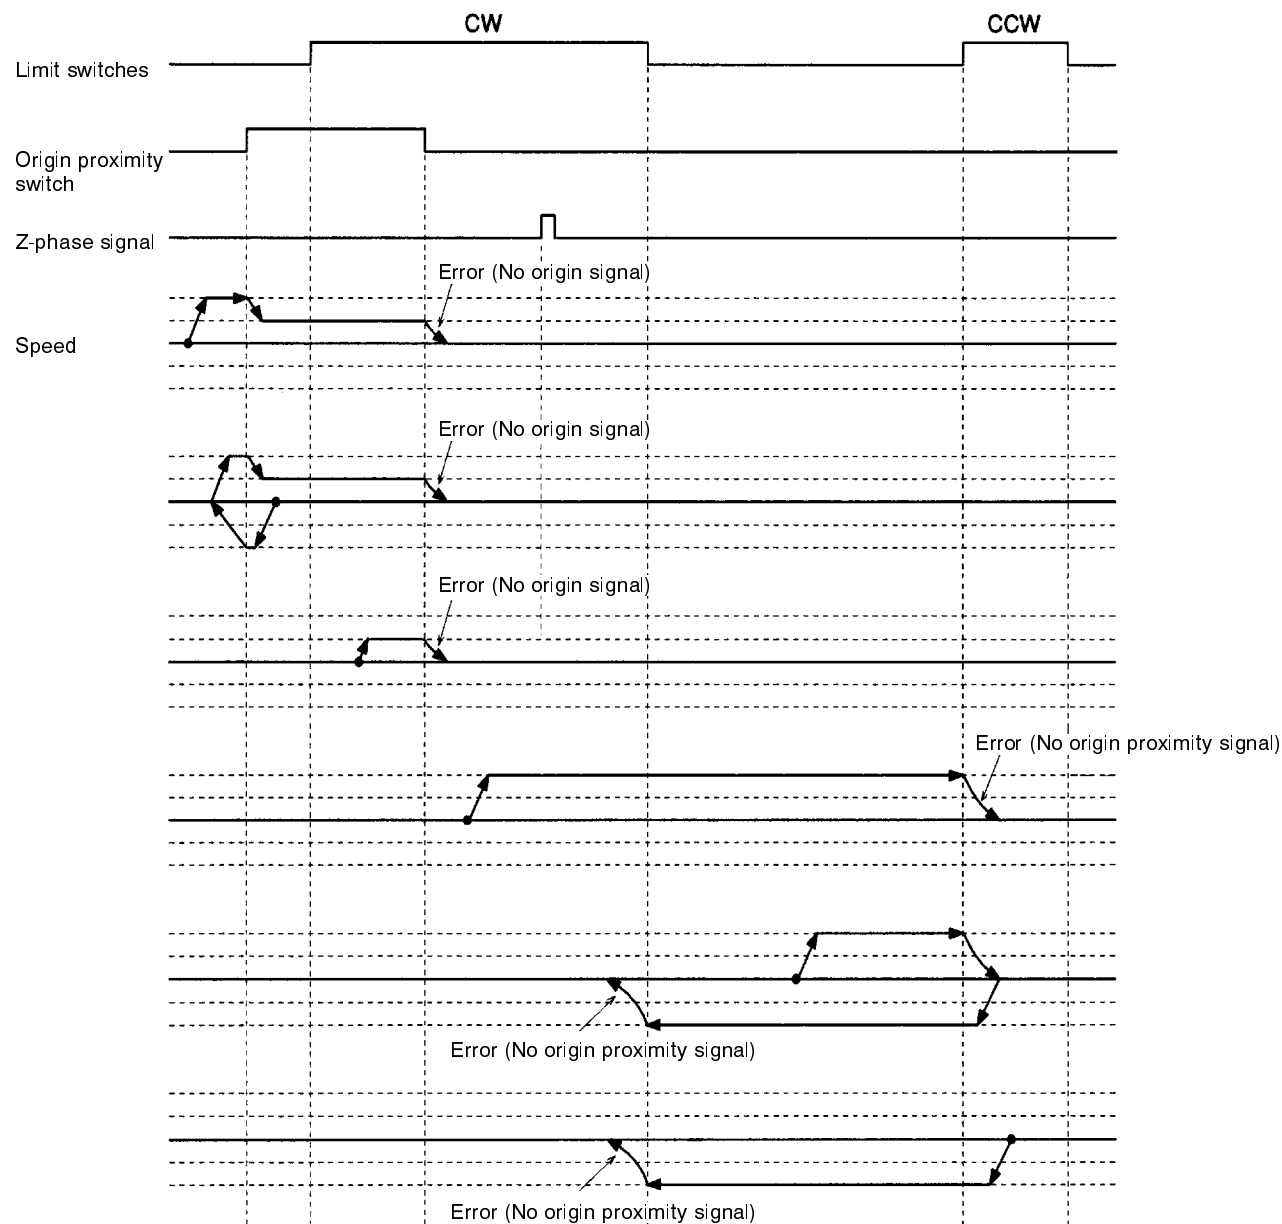 CW
CCW
Limit switches
Origin proximity
switch
Z-phase signal
Error (No origin signal)
Speed
Error (No origin signal)
Error (No origin signal)
Error (No origin proximity signal)
Error (No origin proximity signal)
Error (No origin proximity signal)